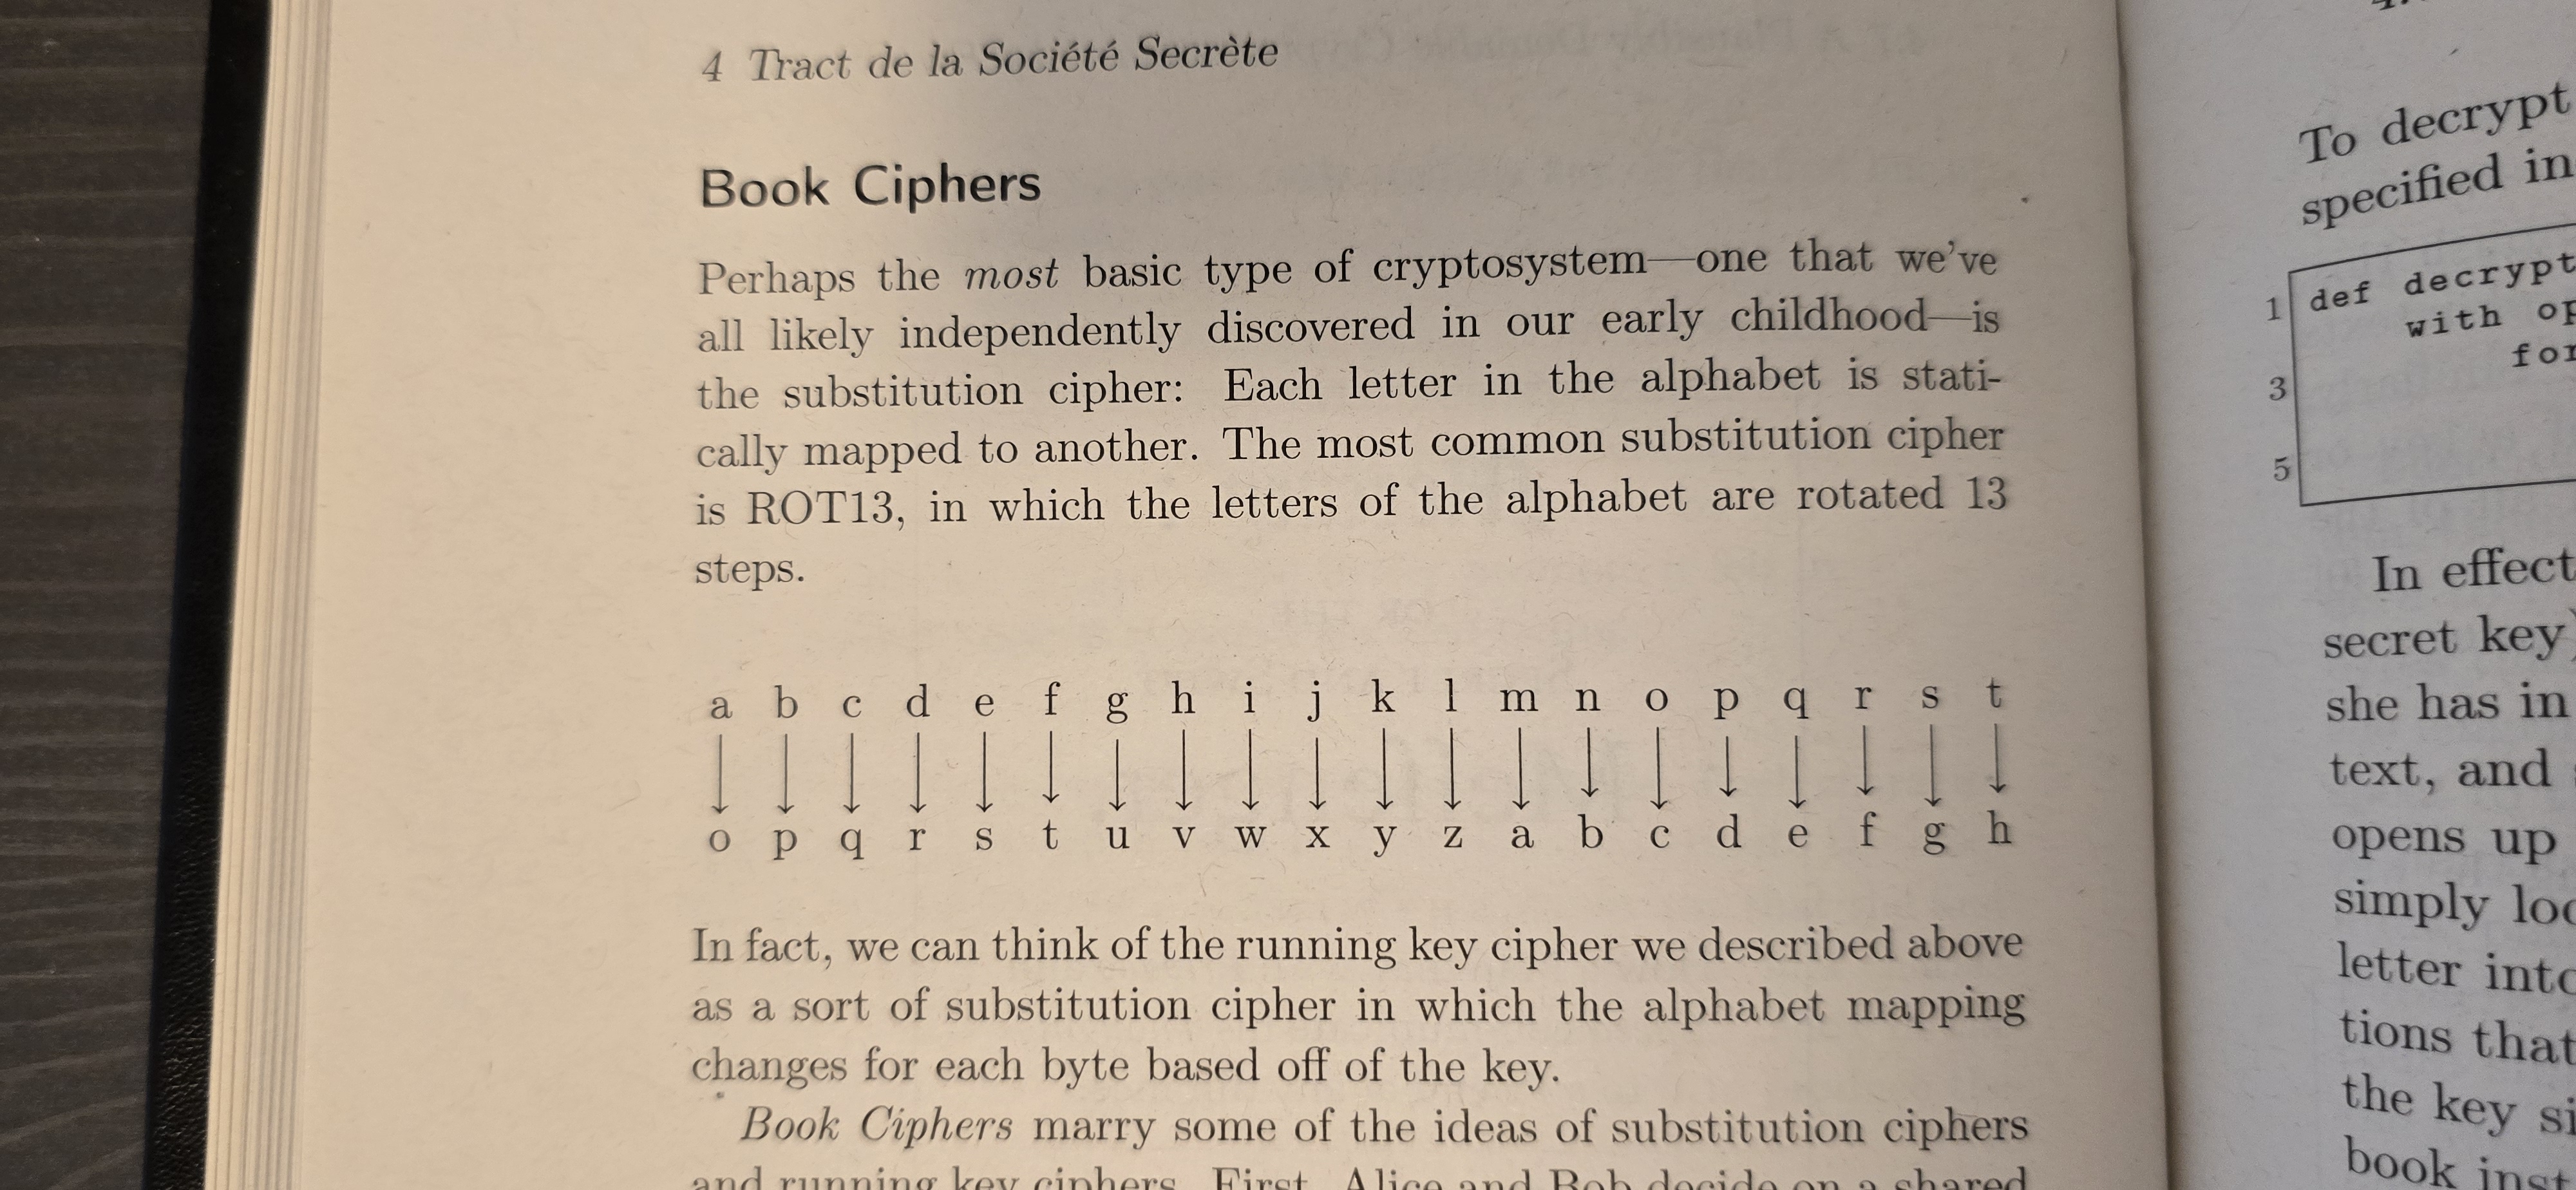 4 Tract de la Société Secrète
Book Ciphers
Perhaps the most basic type of cryptosystem—one that we've
all likely independently discovered in our early childhood—is
the substitution cipher: Each letter in the alphabet is stati-
cally mapped to another. The most common substitution cipher
is ROT13, in which the letters of the alphabet are rotated 13
steps.
a b c d e f g h i j k l m n o p q r s t
↓ ↓ ↓ ↓ ↓ ↓ ↓ ↓ ↓ ↓ ↓ ↓ ↓ ↓ ↓ ↓ ↓ ↓ ↓ ↓
o p q r s t u v w x y z a b c d e f g h
In fact, we can think of the running key cipher we described above
as a sort of substitution cipher in which the alphabet mapping
changes for each byte based off of the key.
Book Ciphers marry some of the ideas of substitution ciphers
and running key ciphers. First, Alice and Bob decide on a shared
To decrypt
specified in
1 def decrypt
with op
3 for
5
In effect
secret key)
she has in
text, and
opens up
simply loo
letter into
tions that
the key si
book inst